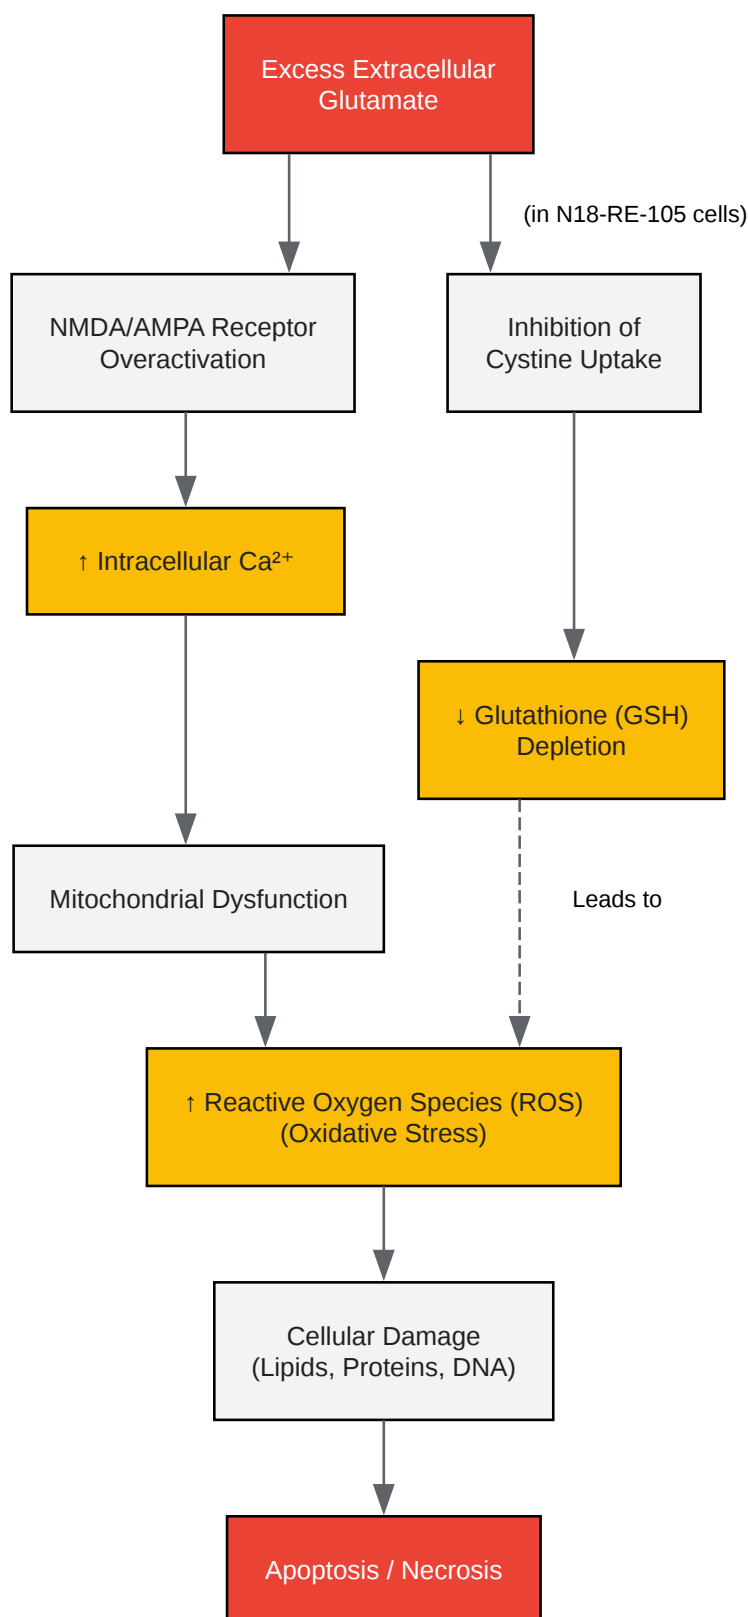 Excess Extracellular
Glutamate
(in N18-RE-105 cells)
NMDA/AMPA Receptor
Overactivation
Inhibition of
Cystine Uptake
↑ Intracellular Ca²⁺
↓ Glutathione (GSH)
Depletion
Mitochondrial Dysfunction
Leads to
↑ Reactive Oxygen Species (ROS)
(Oxidative Stress)
Cellular Damage
(Lipids, Proteins, DNA)
Apoptosis / Necrosis